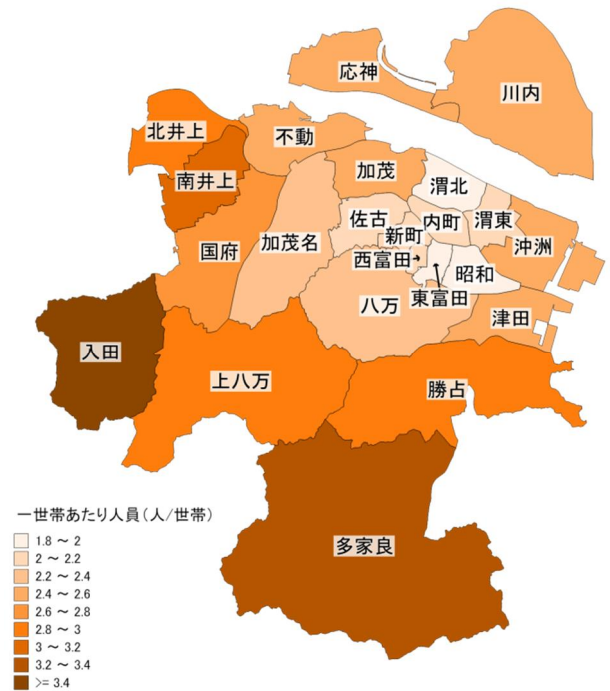 応神
川内
北井上
不動
加茂
南井上
渭北
佐古
内町
渭東
新町
国府
加茂名
沖洲
西富田
昭和
東富田
八万
津田
入田
上八万
勝占
多家良
一世帯あたり人員(人/世帯)
1.8 ～ 2
2 ～ 2.2
2.2 ～ 2.4
2.4 ～ 2.6
2.6 ～ 2.8
2.8 ～ 3
3 ～ 3.2
3.2 ～ 3.4
>= 3.4